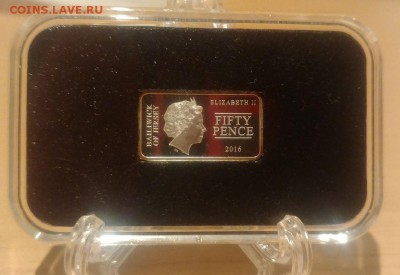 COINS.LAVE.RU
BAILIWICK
OF JERSEY
ELIZABETH II
FIFTY
PENCE
2016